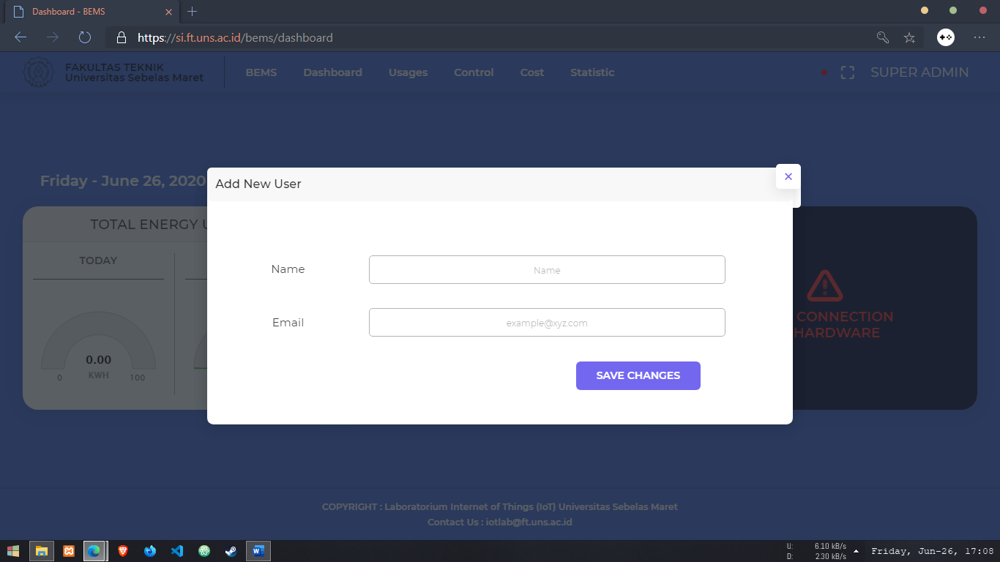 Dashboard - BEMS
https://si.ft.uns.ac.id/bems/dashboard
FAKULTAS TEKNIK
Universitas Sebelas Maret
BEMS Dashboard Usages Control Cost Statistic
SUPER ADMIN
Friday - June 26, 2020
Add New User
TOTAL ENERGY
TODAY
0.00
KWH
0 100
Name
Name
Email
example@xyz.com
SAVE CHANGES
CONNECTION
HARDWARE
COPYRIGHT : Laboratorium Internet of Things (IoT) Universitas Sebelas Maret
Contact Us : iotlab@ft.uns.ac.id
U: 6.10 kB/s
D: 2.30 kB/s
Friday, Jun-26, 17:08